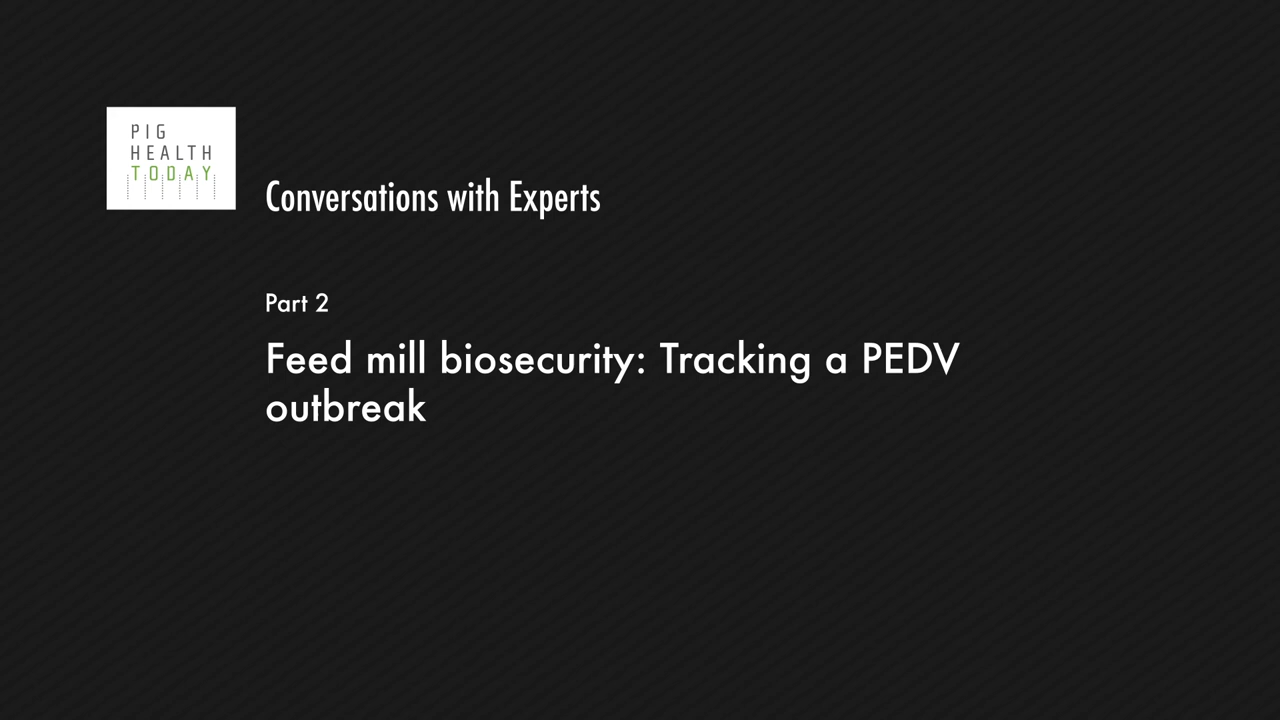 PIG
HEALTH
TODAY
Conversations with Experts
Part 2
Feed mill biosecurity: Tracking a PEDV
outbreak